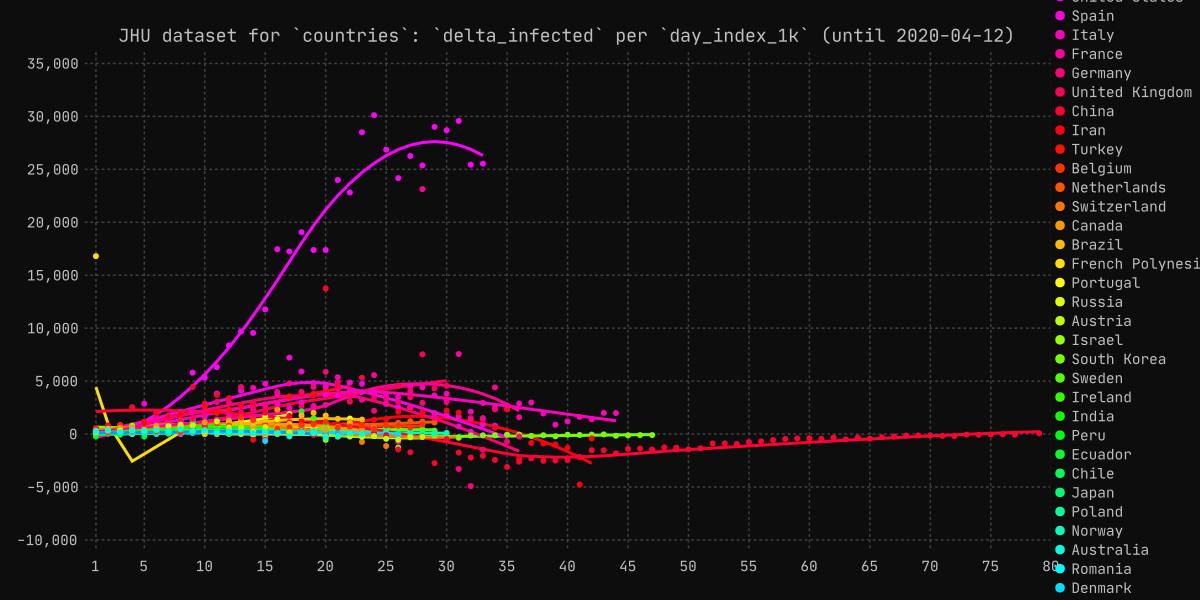 JHU dataset for `countries`: `delta_infected` per `day_index_1k` (until 2020-04-12)
35,000
30,000
25,000
20,000
15,000
10,000
5,000
0
-5,000
-10,000
1 5 10 15 20 25 30 35 40 45 50 55 60 65 70 75 80
United States
Spain
Italy
France
Germany
United Kingdom
China
Iran
Turkey
Belgium
Netherlands
Switzerland
Canada
Brazil
French Polynesi
Portugal
Russia
Austria
Israel
South Korea
Sweden
Ireland
India
Peru
Ecuador
Chile
Japan
Poland
Norway
Australia
Romania
Denmark